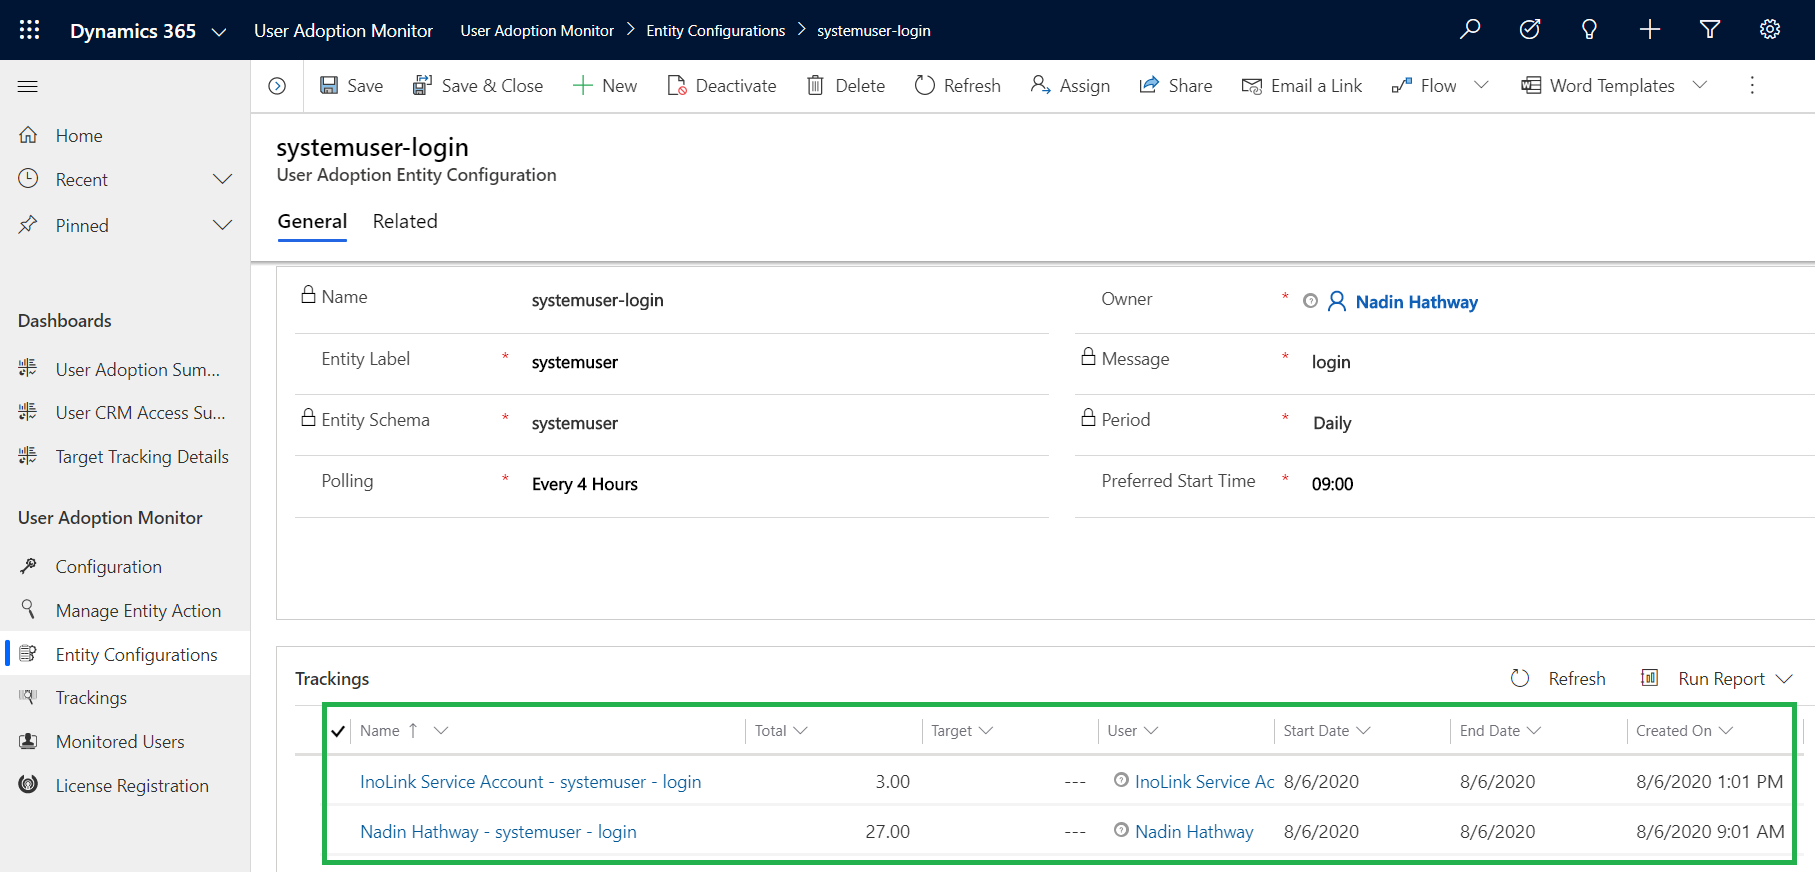 Dynamics 365 User Adoption Monitor User Adoption Monitor Entity Configurations systemuser-login
Save Save & Close New Deactivate Delete Refresh Assign Share Email a Link Flow Word Templates
Home
Recent
Pinned
Dashboards
User Adoption Sum...
User CRM Access Su...
Target Tracking Details
User Adoption Monitor
Configuration
Manage Entity Action
Entity Configurations
Trackings
Monitored Users
License Registration
systemuser-login
User Adoption Entity Configuration
General Related
Name systemuser-login Owner * Nadin Hathway
Entity Label * systemuser Message * login
Entity Schema * systemuser Period * Daily
Polling * Every 4 Hours Preferred Start Time * 09:00
Trackings Refresh Run Report
Name Total Target User Start Date End Date Created On
InoLink Service Account - systemuser - login 3.00 --- InoLink Service Ac 8/6/2020 8/6/2020 8/6/2020 1:01 PM
Nadin Hathway - systemuser - login 27.00 --- Nadin Hathway 8/6/2020 8/6/2020 8/6/2020 9:01 AM